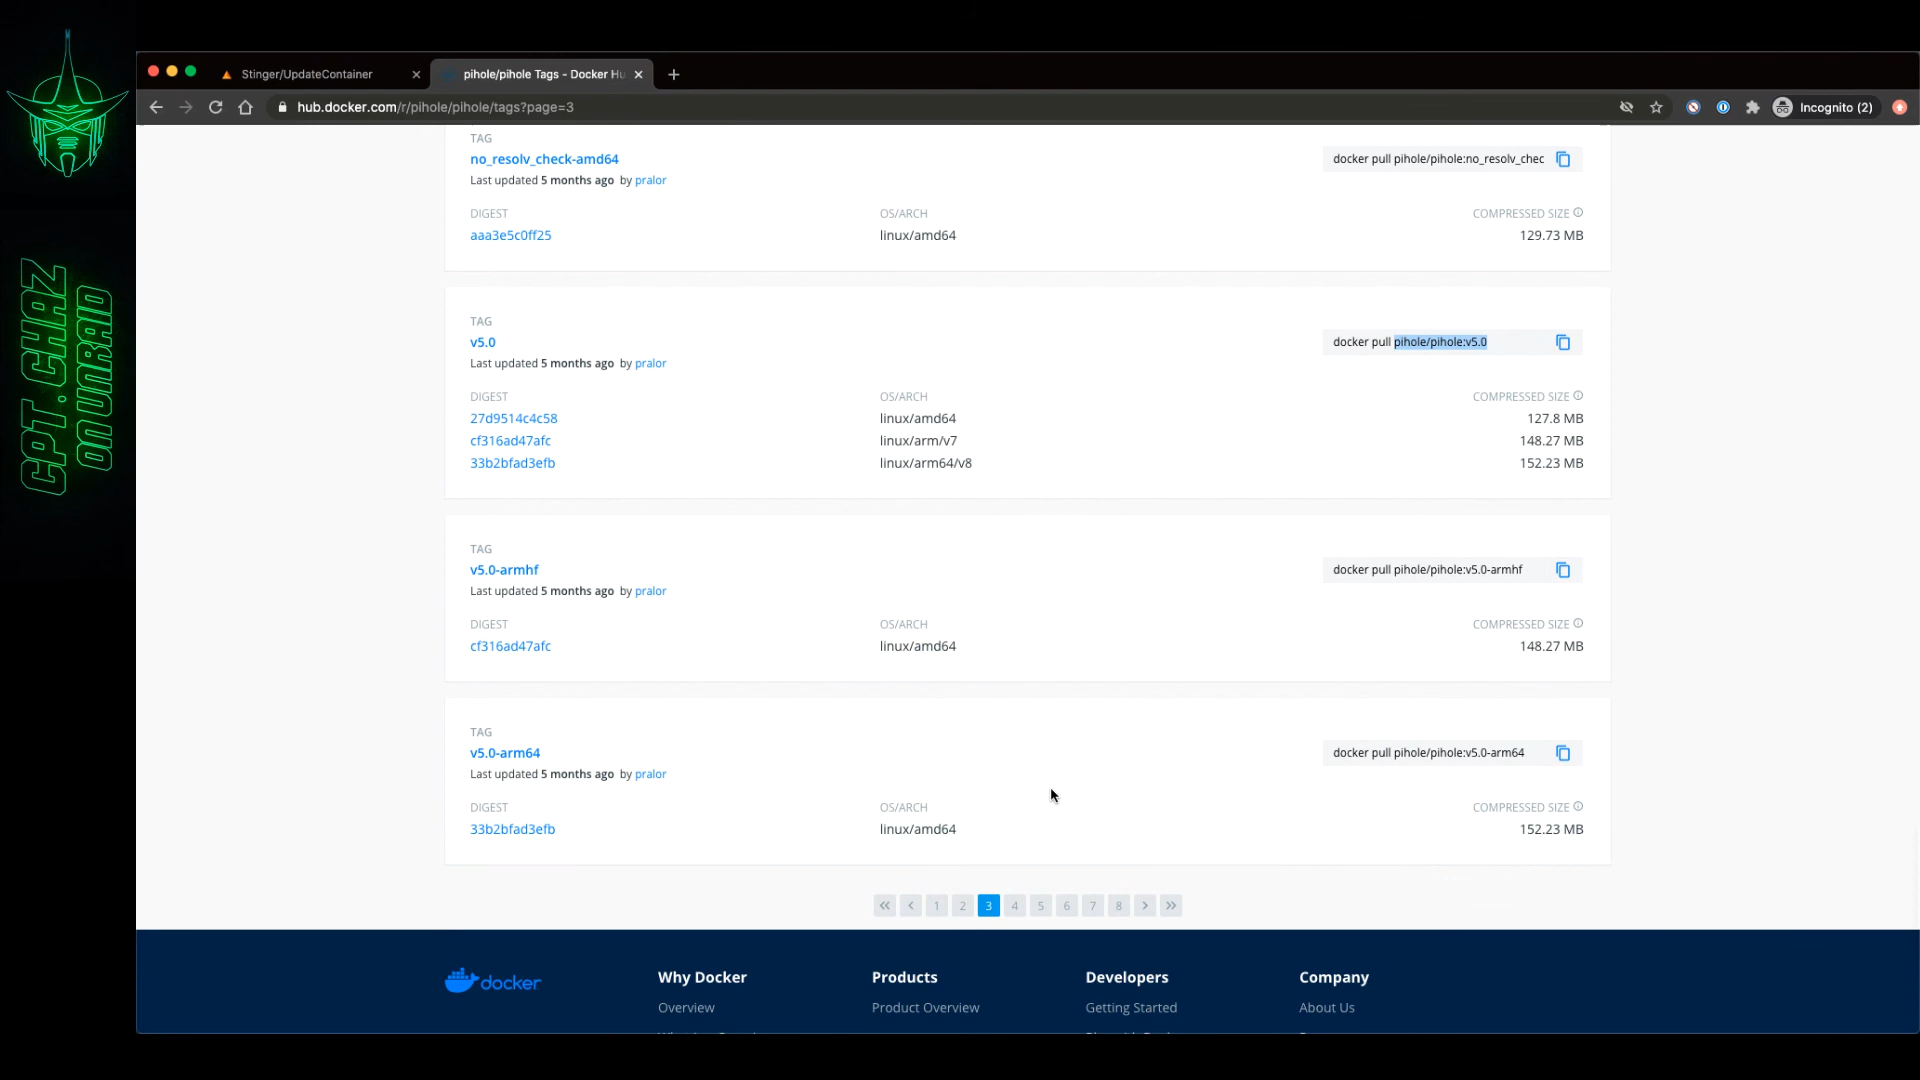 Stinger/UpdateContainer
pihole/pihole Tags - Docker Hu
hub.docker.com/r/pihole/pihole/tags?page=3
Incognito (2)
CPT.CHAZ
ON UNRAID
TAG
no_resolv_check-amd64
docker pull pihole/pihole:no_resolv_chec
Last updated 5 months ago by pralor
DIGEST OS/ARCH COMPRESSED SIZE
aaa3e5c0ff25 linux/amd64 129.73 MB
TAG
v5.0
docker pull pihole/pihole:v5.0
Last updated 5 months ago by pralor
DIGEST OS/ARCH COMPRESSED SIZE
27d9514c4c58 linux/amd64 127.8 MB
cf316ad47afc linux/arm/v7 148.27 MB
33b2bfad3efb linux/arm64/v8 152.23 MB
TAG
v5.0-armhf
docker pull pihole/pihole:v5.0-armhf
Last updated 5 months ago by pralor
DIGEST OS/ARCH COMPRESSED SIZE
cf316ad47afc linux/amd64 148.27 MB
TAG
v5.0-arm64
docker pull pihole/pihole:v5.0-arm64
Last updated 5 months ago by pralor
DIGEST OS/ARCH COMPRESSED SIZE
33b2bfad3efb linux/amd64 152.23 MB
1 2 3 4 5 6 7 8
docker
Why Docker Products Developers Company
Overview Product Overview Getting Started About Us